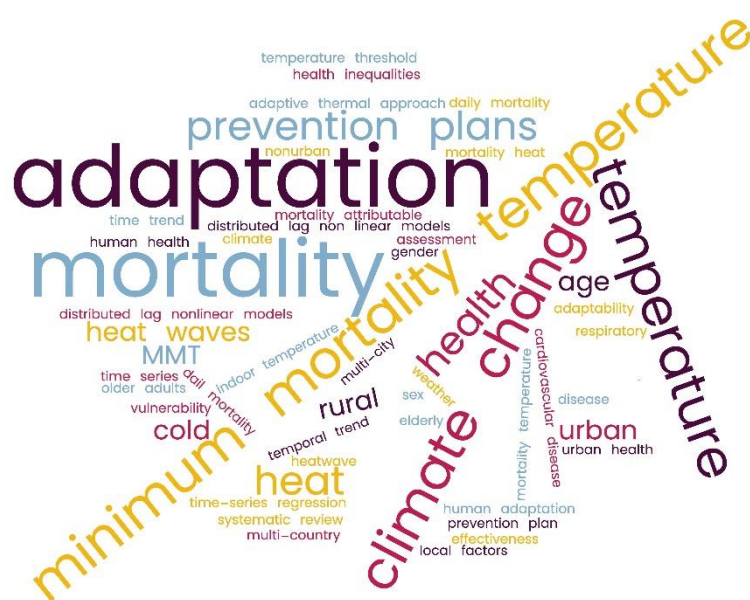 temperature threshold
health inequalities
adaptive thermal approach
daily mortality
prevention plans
nonurban
mortality heat
adaptation
minimum mortality temperature
temperature
time trend
mortality attributable
distributed lag non linear models
human health
climate
assessment
gender
mortality
climate change
health
age
adaptability
respiratory
distributed lag nonlinear models
heat waves
MMT
indoor temperature
multi-city
time series
older adults
dail mortality
vulnerability
cold
rural
temporal trend
weather
sex
elderly
mortality temperature
cardiovascular disease
disease
urban
urban health
heatwave
heat
time-series regression
systematic review
multi-country
human adaptation
prevention plan
effectiveness
local factors